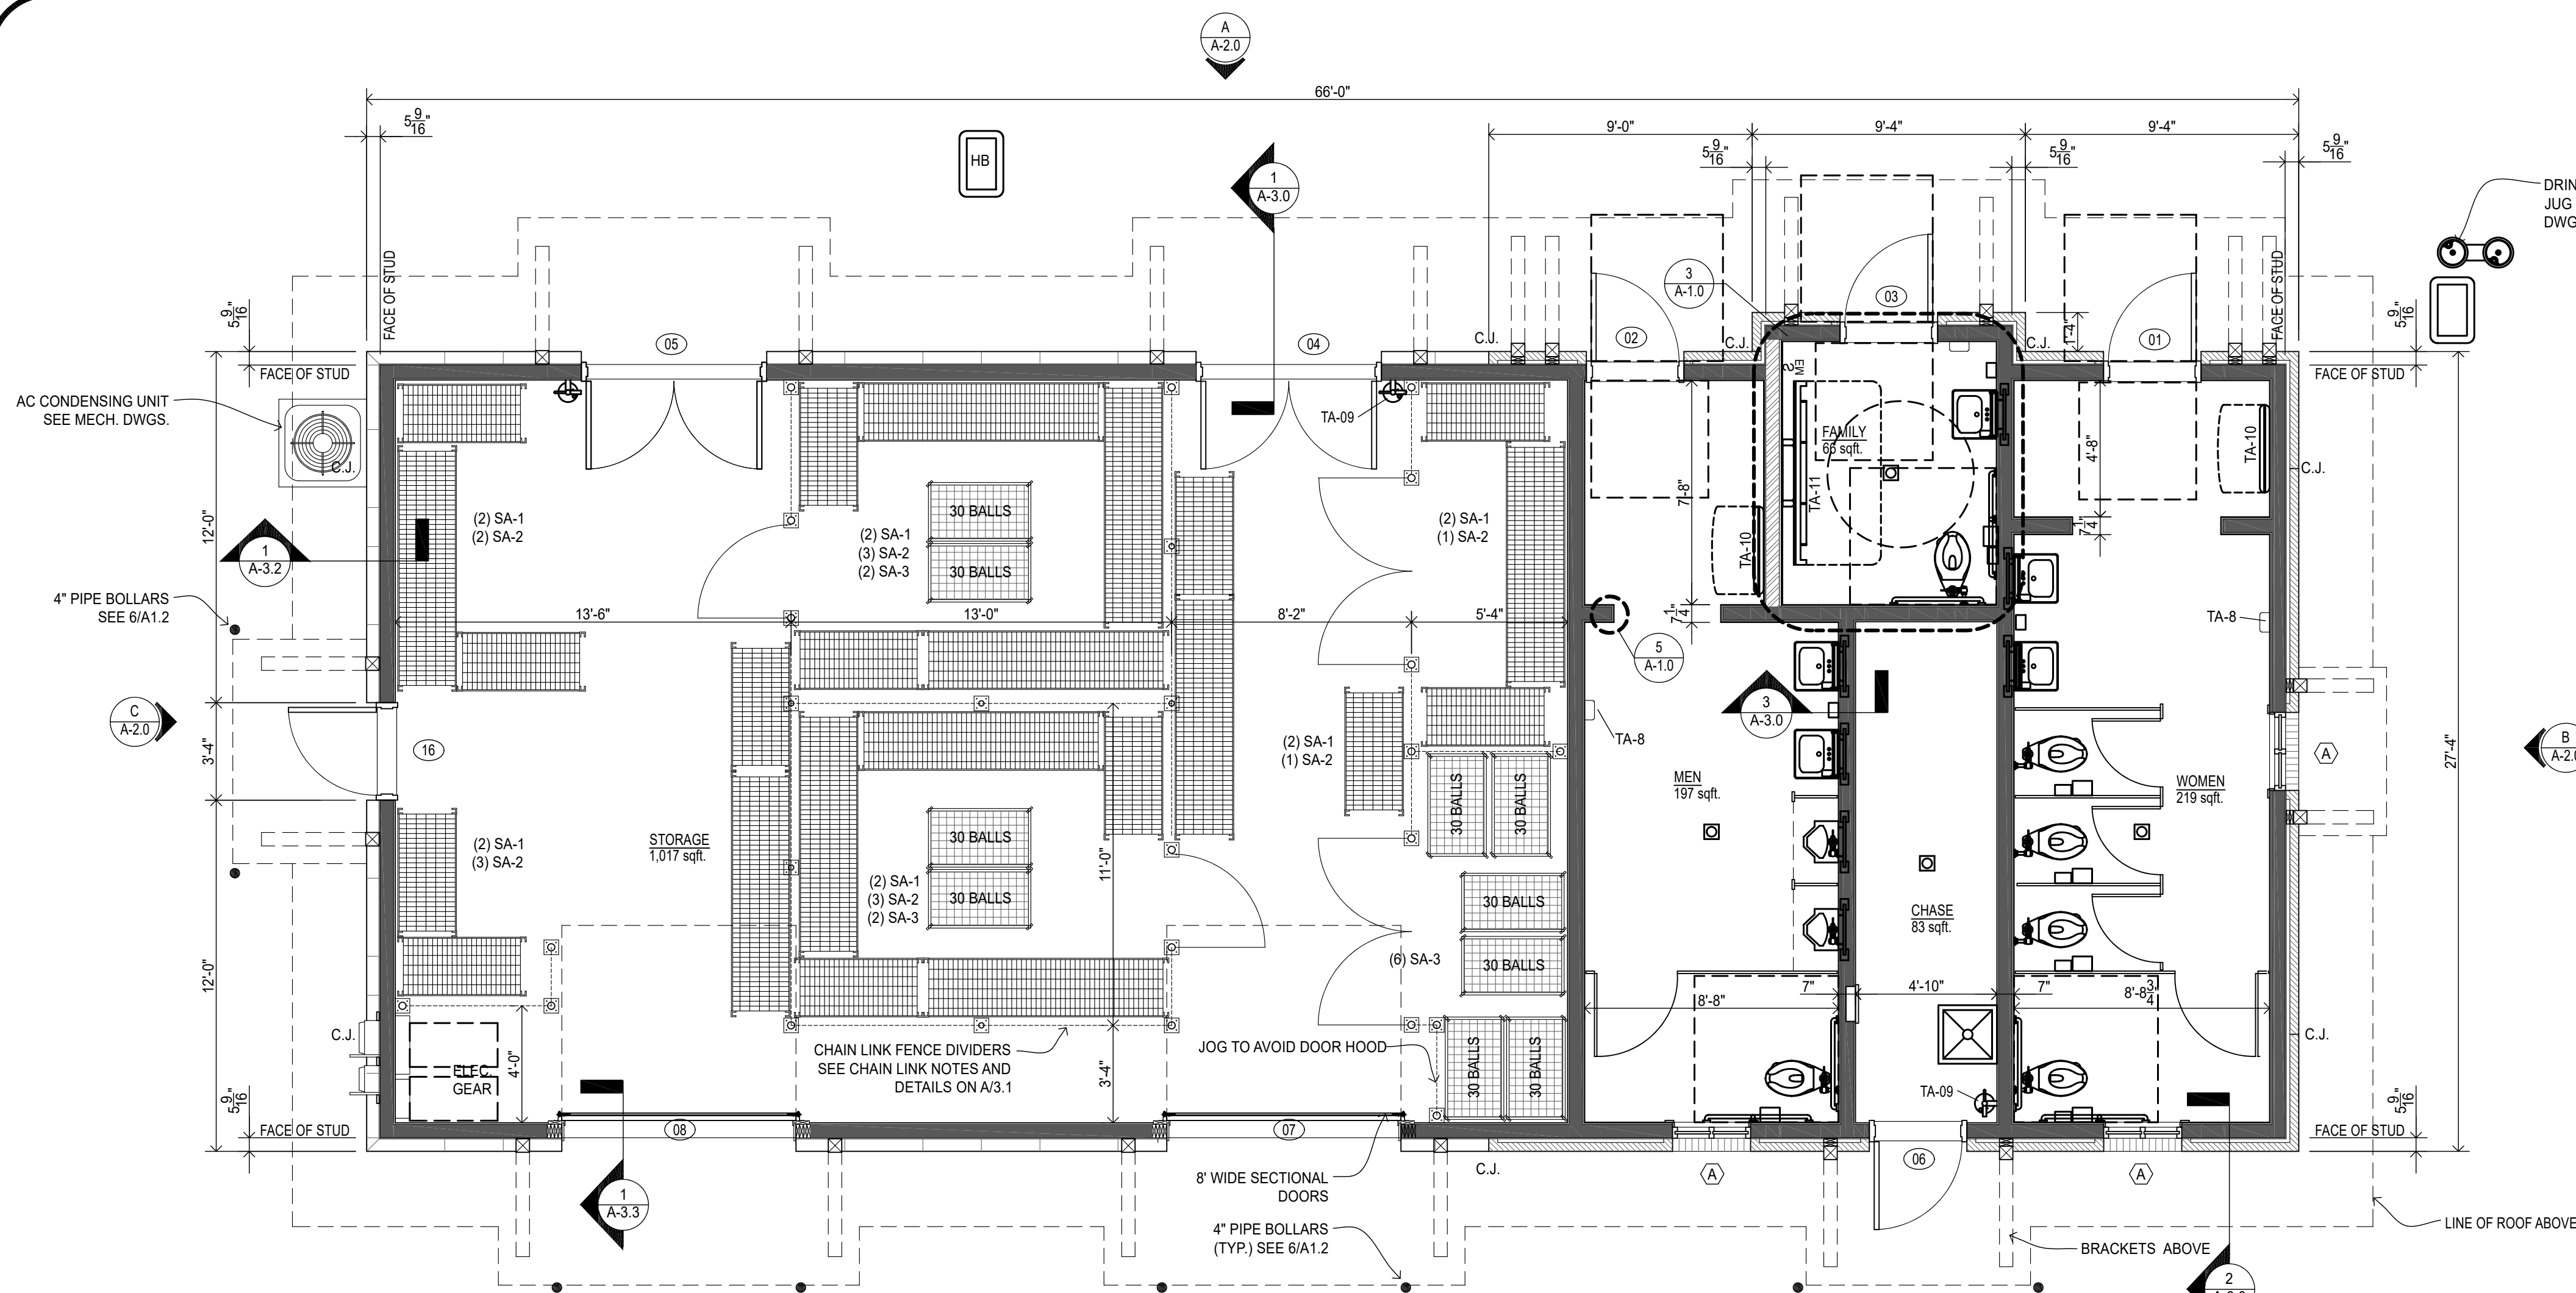 A
A-2.0
66'-0"
5 9/16"
9'-0"
9'-4"
9'-4"
5 9/16"
5 9/16"
5 9/16"
HB
1
A-3.0
DRIN
JUG
DWG
FACE OF STUD
FACE OF STUD
3
A-1.0
03
02
01
1'-4"
5 9/16"
5 9/16"
05
04
C.J.
C.J.
C.J.
FACE OF STUD
FACE OF STUD
AC CONDENSING UNIT
SEE MECH. DWGS.
C.J.
TA-09
FAMILY
66 sqft.
EMS
TA-11
4'-8"
TA-10
C.J.
12'-0"
(2) SA-1
(2) SA-2
30 BALLS
30 BALLS
(2) SA-1
(3) SA-2
(2) SA-3
(2) SA-1
(1) SA-2
7'-8"
TA-10
7 1/4"
7 1/4"
1
A-3.2
4" PIPE BOLLARS
SEE 6/A1.2
13'-6"
13'-0"
8'-2"
5'-4"
TA-8
5
A-1.0
C
A-2.0
3'-4"
16
3
A-3.0
TA-8
(2) SA-1
(1) SA-2
MEN
197 sqft.
WOMEN
219 sqft.
A
27'-4"
B
A-2.0
30 BALLS
30 BALLS
(2) SA-1
(3) SA-2
STORAGE
1,017 sqft.
30 BALLS
30 BALLS
11'-0"
(2) SA-1
(3) SA-2
(2) SA-3
30 BALLS
30 BALLS
(6) SA-3
CHASE
83 sqft.
12'-0"
8'-8"
7"
4'-10"
7"
8'-8 3/4"
C.J.
C.J.
ELEC.
GEAR
4'-0"
CHAIN LINK FENCE DIVIDERS
SEE CHAIN LINK NOTES AND
DETAILS ON A/3.1
3'-4"
JOG TO AVOID DOOR HOOD
30 BALLS
30 BALLS
TA-09
5 9/16"
5 9/16"
FACE OF STUD
FACE OF STUD
08
07
06
C.J.
A
A
8' WIDE SECTIONAL
DOORS
1
A-3.3
4" PIPE BOLLARS
(TYP.) SEE 6/A1.2
BRACKETS ABOVE
LINE OF ROOF ABOVE
2